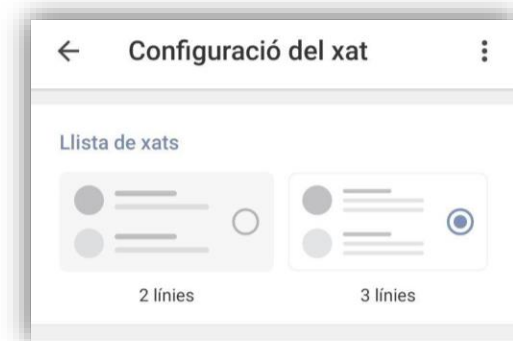 Configuració del xat
Llista de xats
2 línies
3 línies